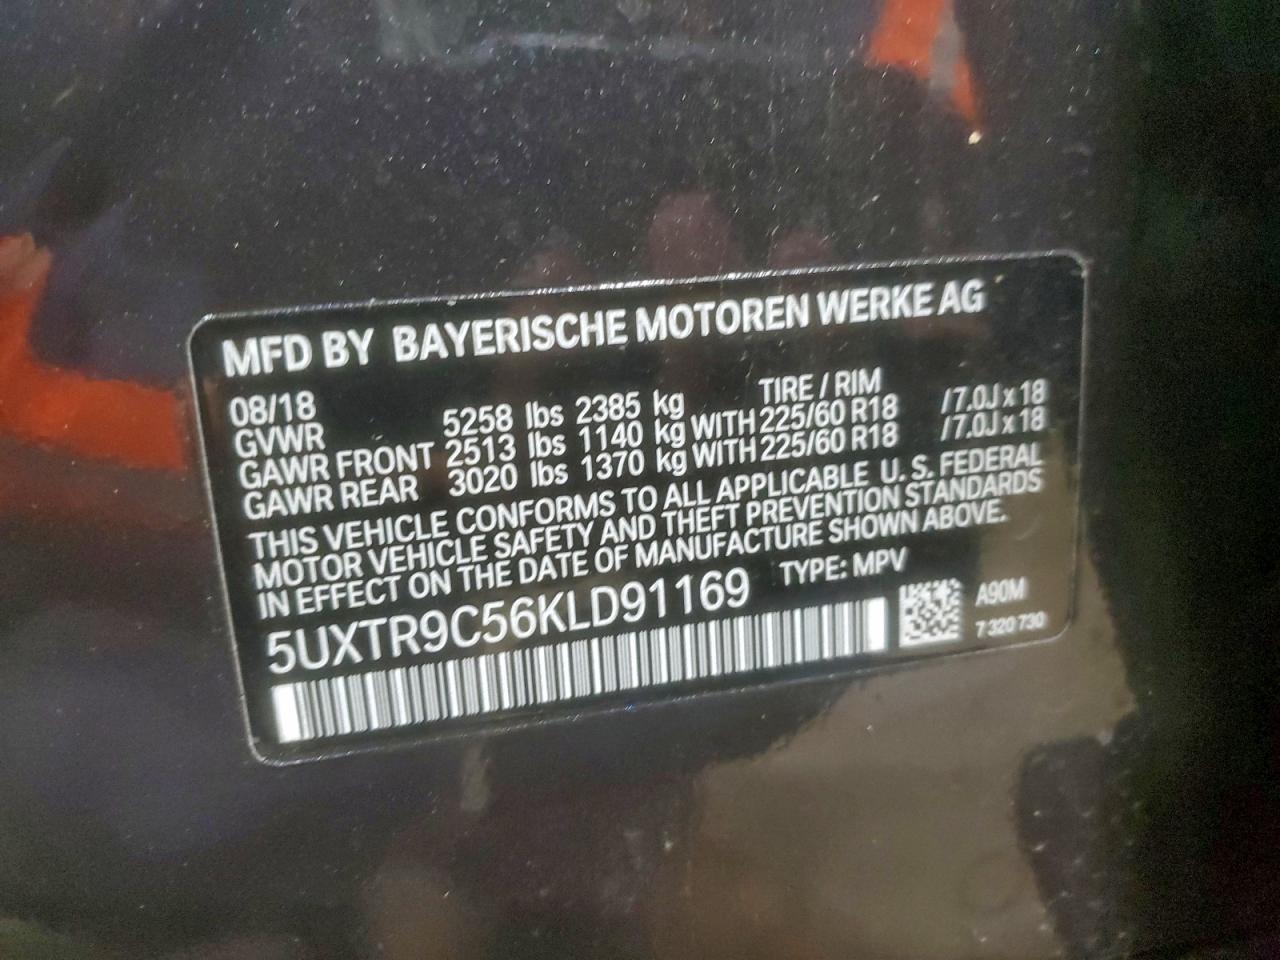 MFD BY BAYERISCHE MOTOREN WERKE AG
08/18 TIRE / RIM
GVWR 5258 lbs 2385 kg
GAWR FRONT 2513 lbs 1140 kg WITH 225/60 R18 /7.0J x 18
GAWR REAR 3020 lbs 1370 kg WITH 225/60 R18 /7.0J x 18
THIS VEHICLE CONFORMS TO ALL APPLICABLE U. S. FEDERAL
MOTOR VEHICLE SAFETY AND THEFT PREVENTION STANDARDS
IN EFFECT ON THE DATE OF MANUFACTURE SHOWN ABOVE.
5UXTR9C56KLD91169 TYPE: MPV
A90M
7 320 730